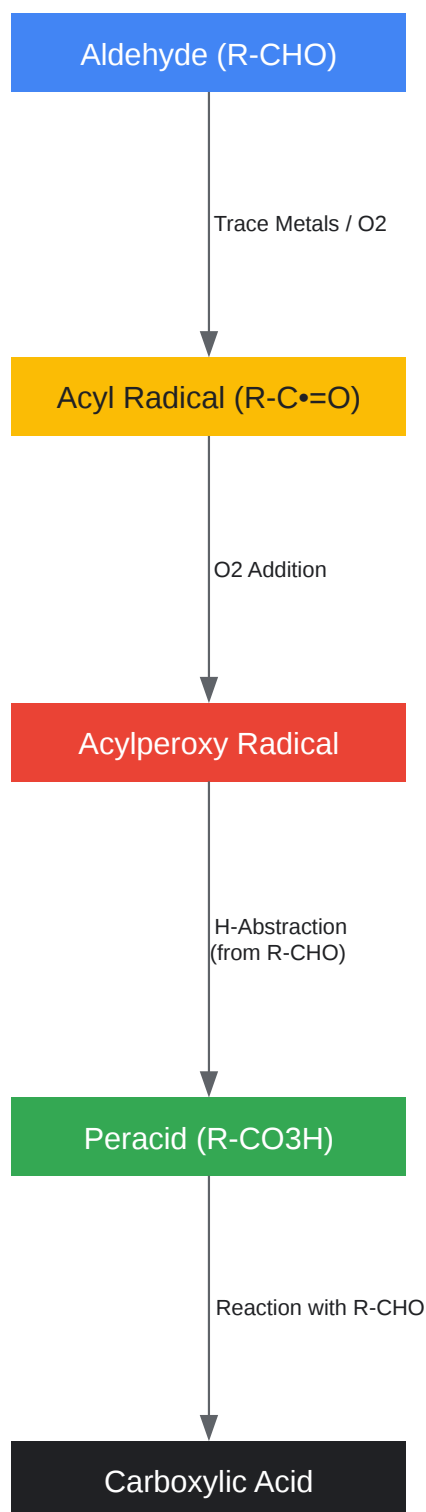 Aldehyde (R-CHO)
Trace Metals / O2
Acyl Radical (R-C•=O)
O2 Addition
Acylperoxy Radical
H-Abstraction
(from R-CHO)
Peracid (R-CO3H)
Reaction with R-CHO
Carboxylic Acid